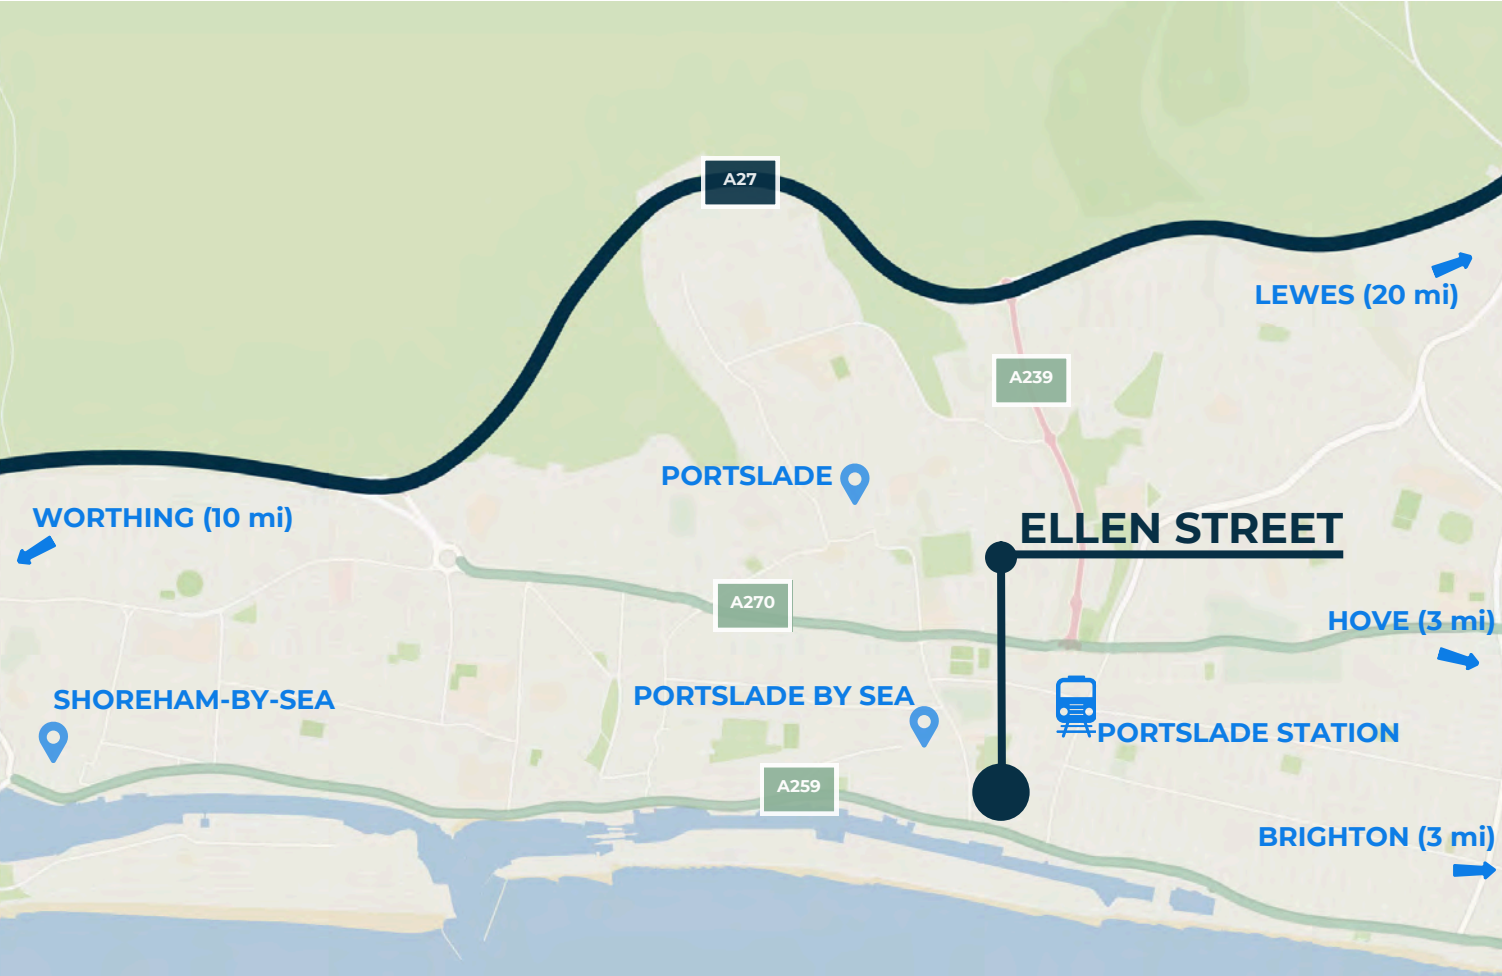 A27
LEWES (20 mi)
A239
PORTSLADE
WORTHING (10 mi)
ELLEN STREET
A270
HOVE (3 mi)
SHOREHAM-BY-SEA
PORTSLADE BY SEA
PORTSLADE STATION
A259
BRIGHTON (3 mi)